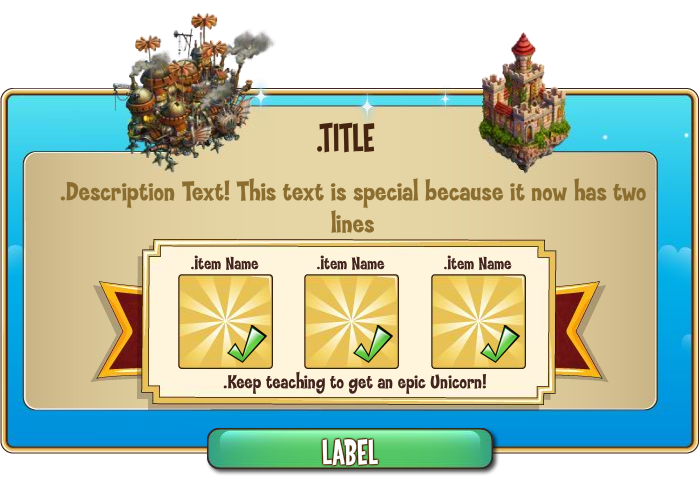 .TITLE
.Description Text! This text is special because it now has two
lines
.item Name .item Name .item Name
.Keep teaching to get an epic Unicorn!
LABEL